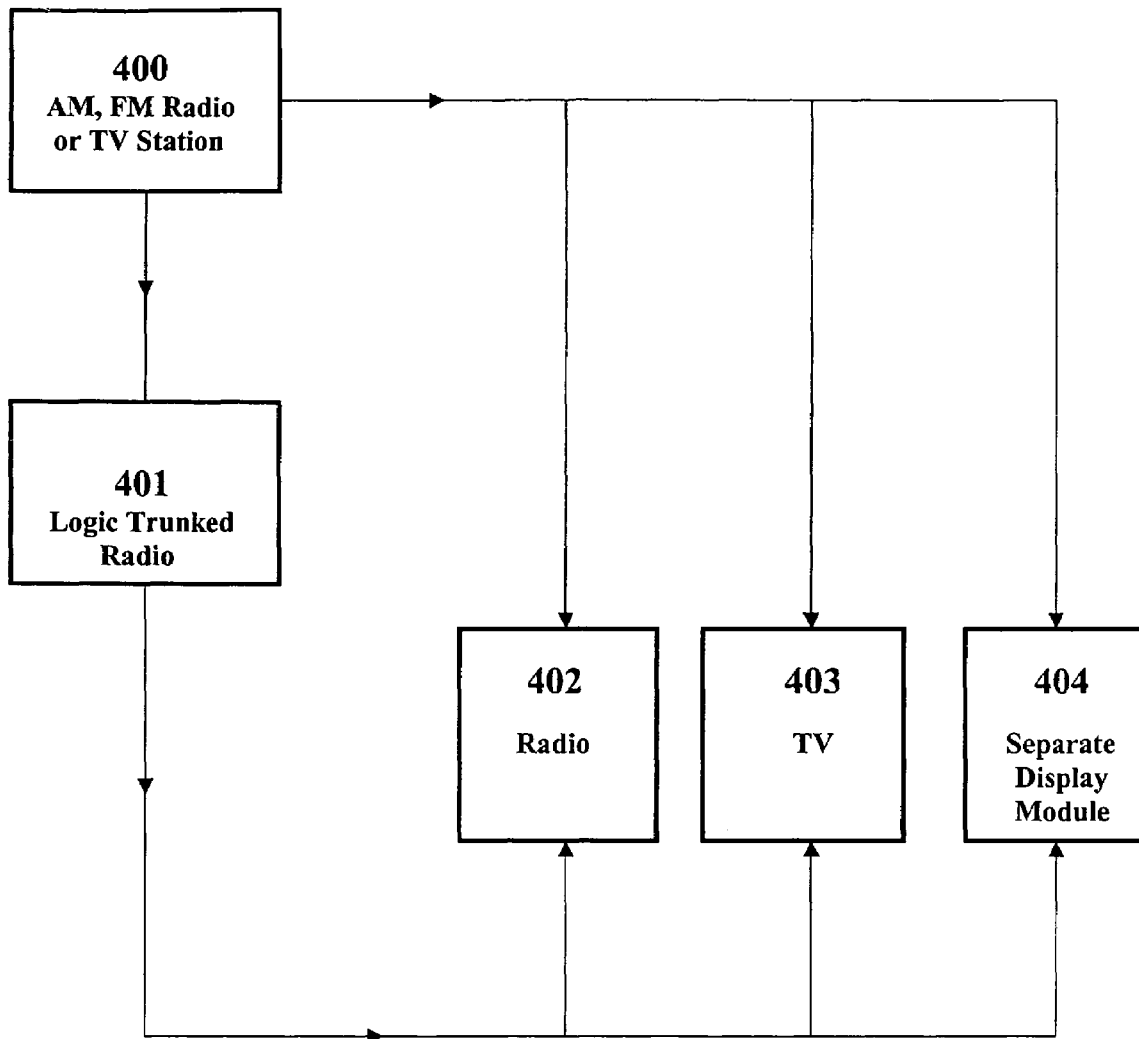 400
AM, FM Radio
or TV Station
401
Logic Trunked
Radio
402
Radio
403
TV
404
Separate
Display
Module